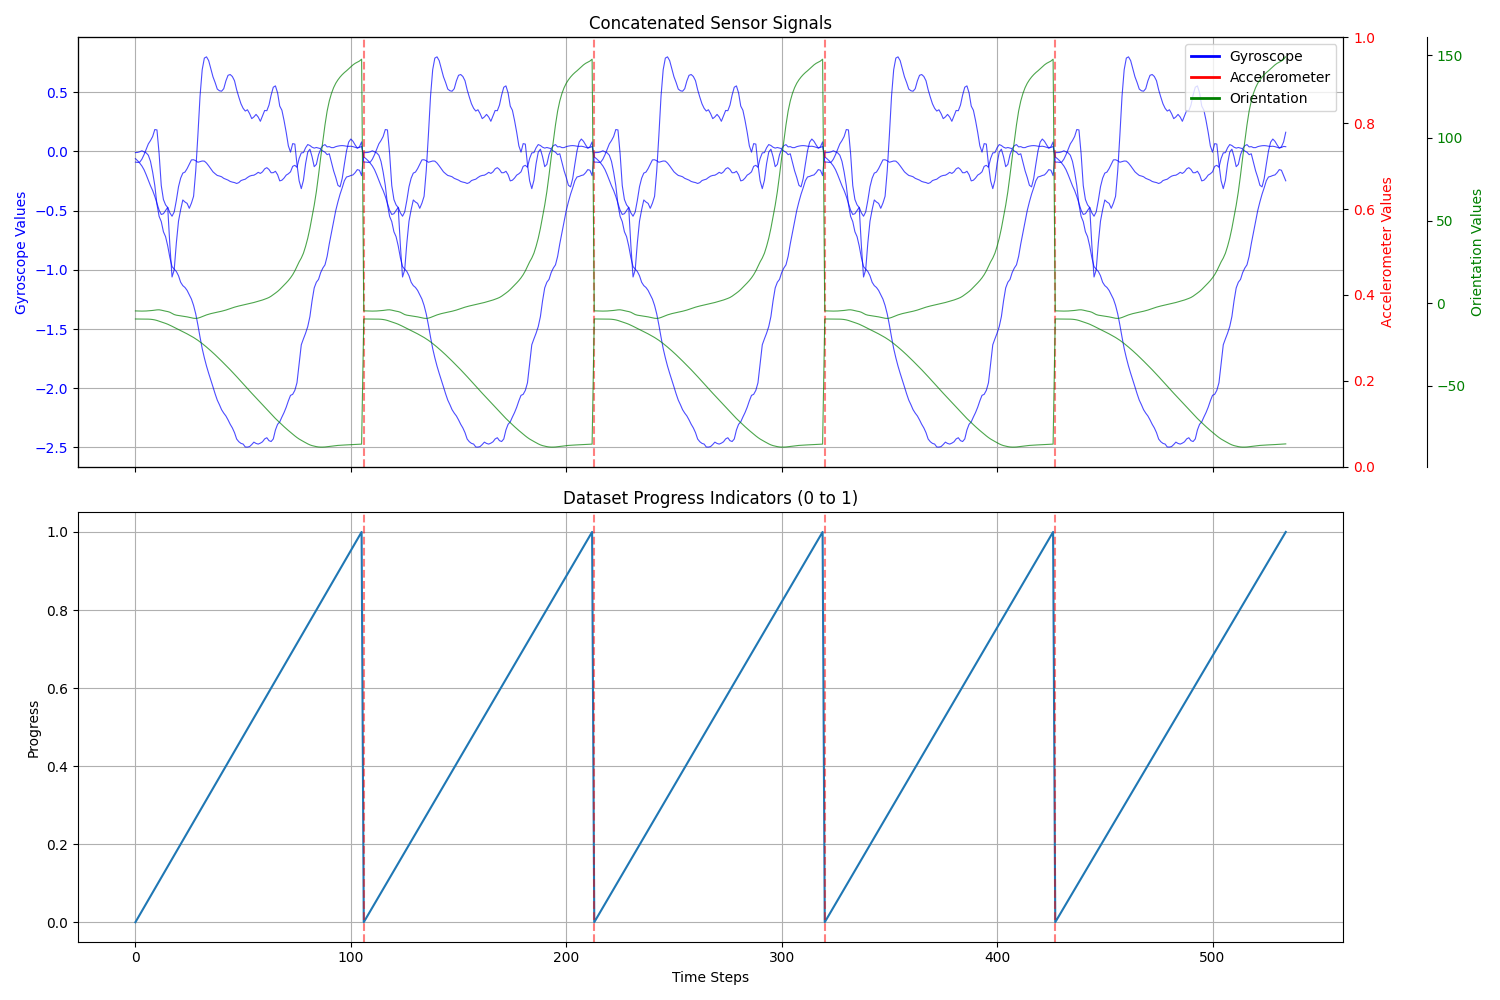 Concatenated Sensor Signals
Gyroscope Values
0.5
0.0
−0.5
−1.0
−1.5
−2.0
−2.5
Gyroscope
Accelerometer
Orientation
1.0
0.8
0.6
0.4
0.2
0.0
Accelerometer Values
150
100
50
0
−50
Orientation Values
Dataset Progress Indicators (0 to 1)
Progress
1.0
0.8
0.6
0.4
0.2
0.0
0 100 200 300 400 500
Time Steps